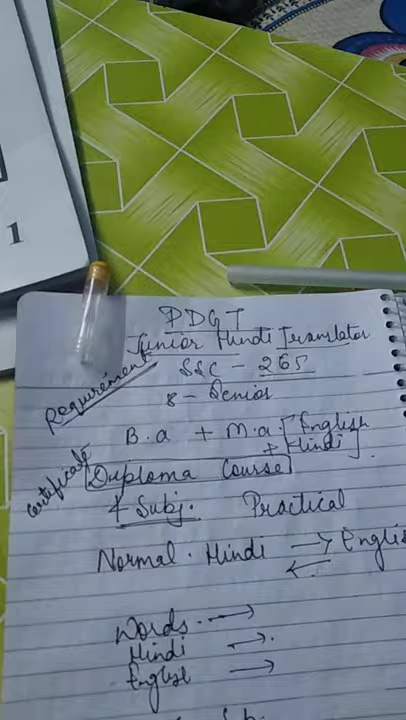 1
PDGT
Junior Hindi Translator
Requirement
SSC - 265
8 - Senior
B.a + M.a [English + Hindi]
certificate
Diploma Course
4 Subj. Practical
Normal. Hindi → English
←
Words →
Hindi →
English →